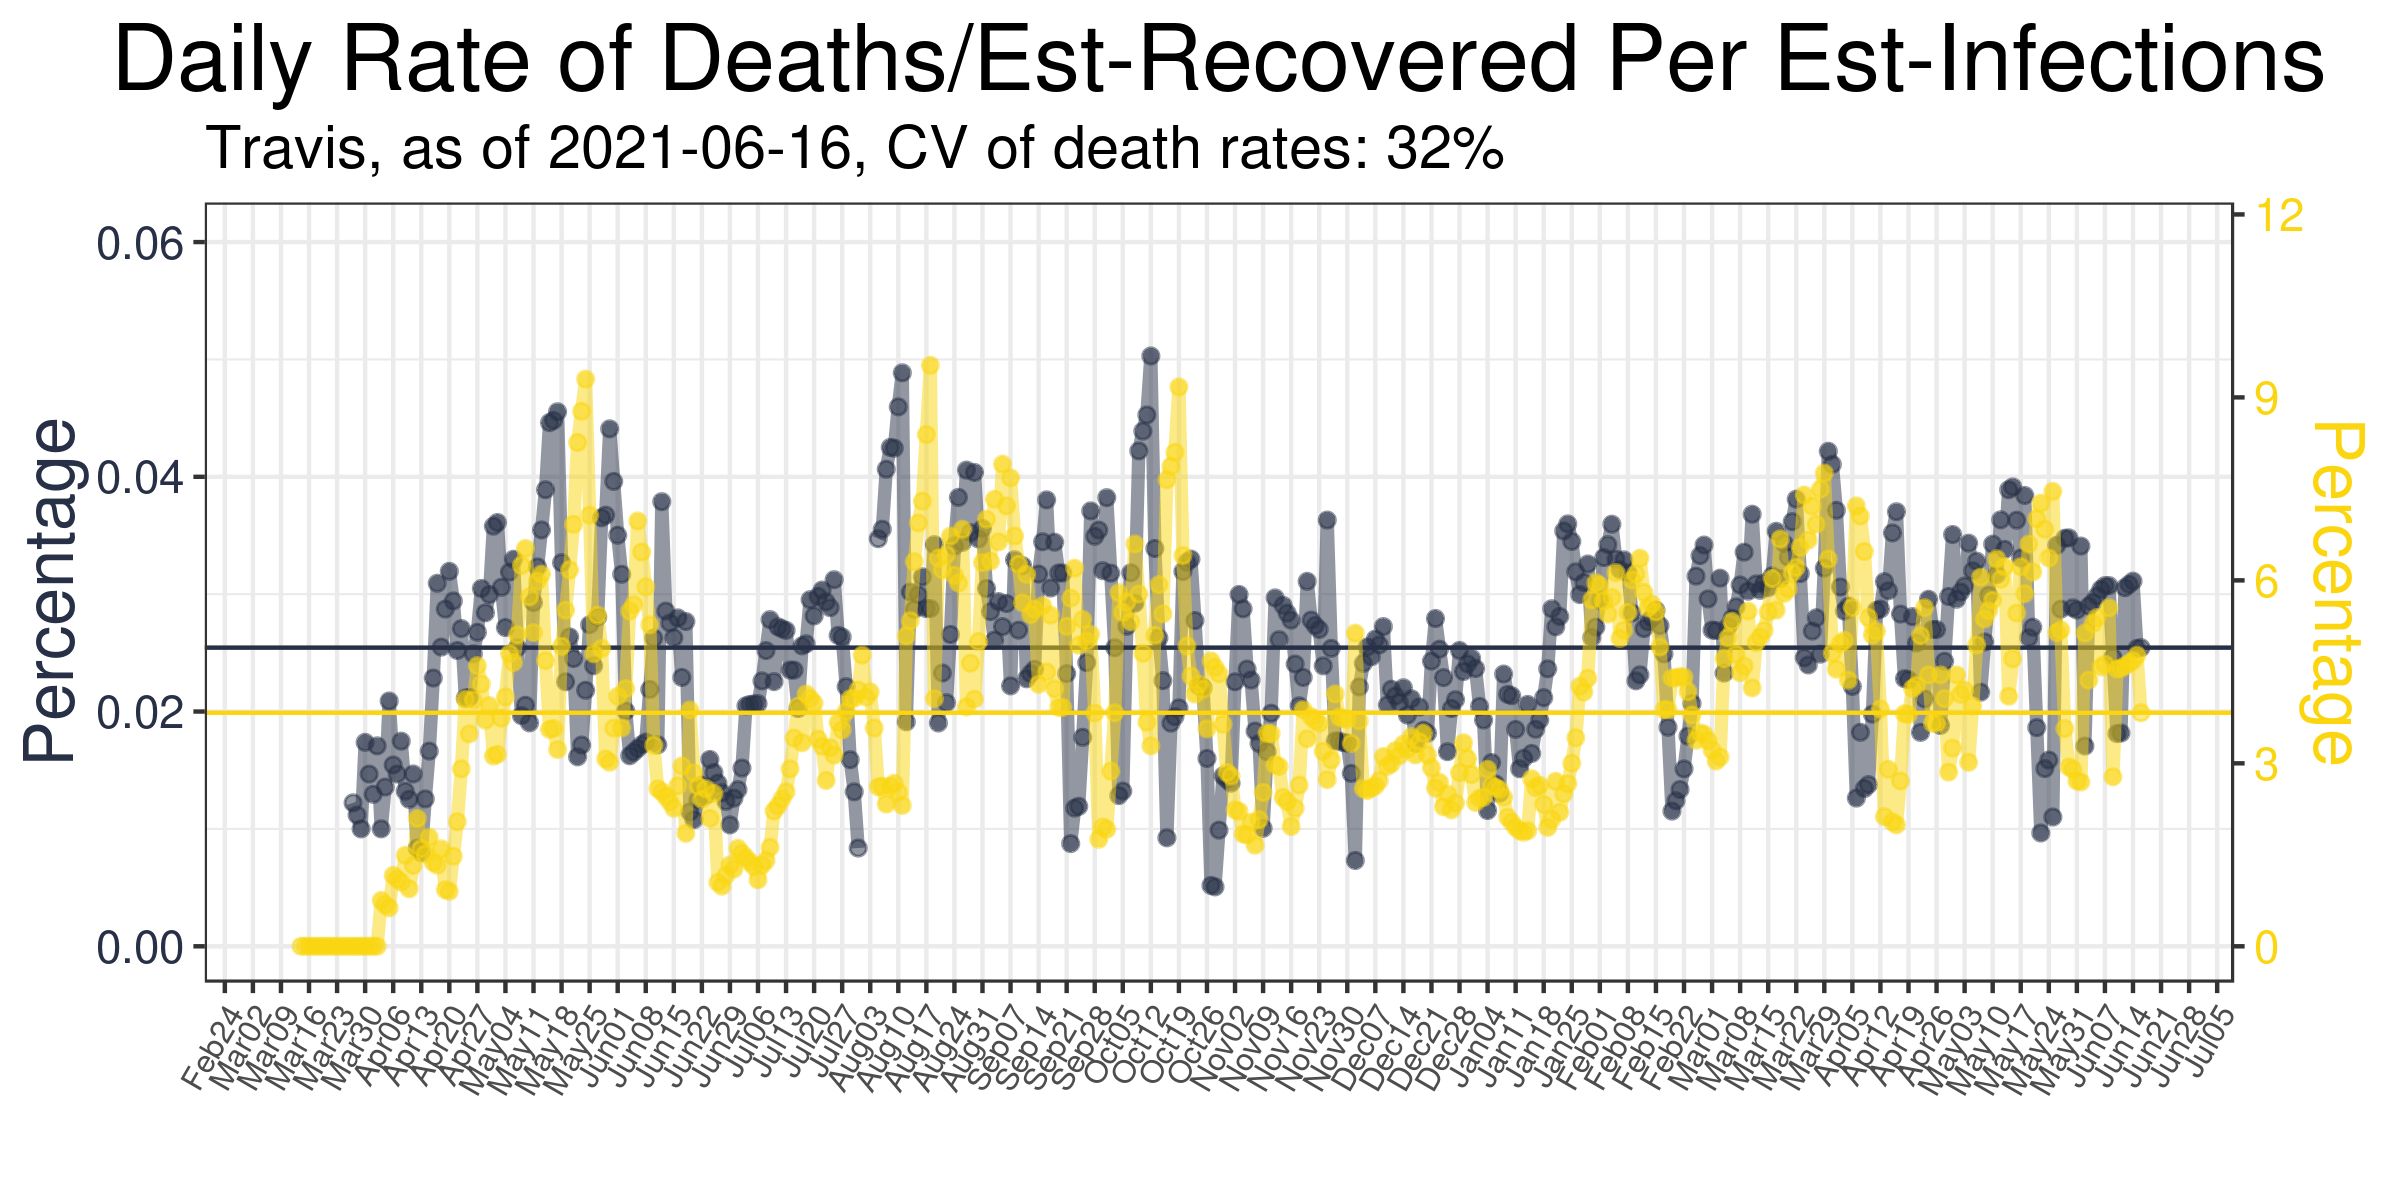 Daily Rate of Deaths/Est-Recovered Per Est-Infections
Travis, as of 2021-06-16, CV of death rates: 32%
Percentage
0.06
0.04
0.02
0.00
12
9
6
3
0
Percentage
Feb24
Mar02
Mar09
Mar16
Mar23
Mar30
Apr06
Apr13
Apr20
Apr27
May04
May11
May18
May25
Jun01
Jun08
Jun15
Jun22
Jun29
Jul06
Jul13
Jul20
Jul27
Aug03
Aug10
Aug17
Aug24
Aug31
Sep07
Sep14
Sep21
Sep28
Oct05
Oct12
Oct19
Oct26
Nov02
Nov09
Nov16
Nov23
Nov30
Dec07
Dec14
Dec21
Dec28
Jan04
Jan11
Jan18
Jan25
Feb01
Feb08
Feb15
Feb22
Mar01
Mar08
Mar15
Mar22
Mar29
Apr05
Apr12
Apr19
Apr26
May03
May10
May17
May24
May31
Jun07
Jun14
Jun21
Jun28
Jul05